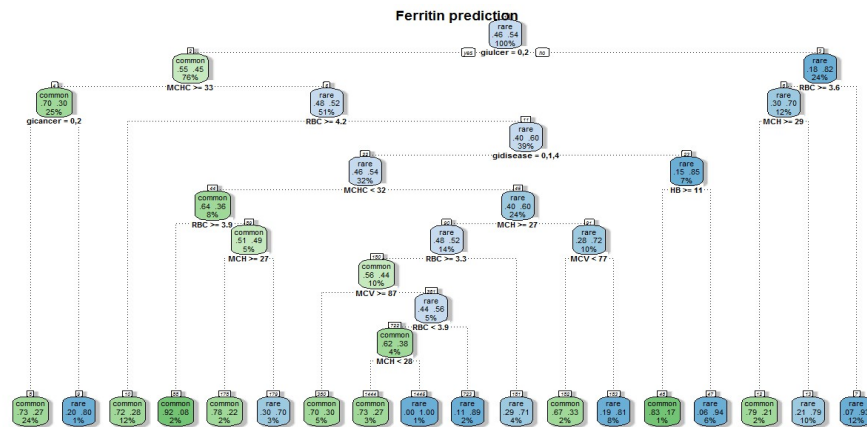 Ferritin prediction
rare
.46 .54
100%
yes giulcer = 0,2 no
common
.55 .45
76%
MCHC >= 33
rare
.18 .82
24%
RBC >= 3.6
common
.70 .30
25%
gicancer = 0,2
rare
.48 .52
51%
RBC >= 4.2
rare
.30 .70
12%
MCH >= 29
11
rare
.40 .60
39%
gidisease = 0,1,4
rare
.46 .54
32%
MCHC < 32
rare
.15 .85
7%
HB >= 11
common
.64 .36
8%
RBC >= 3.9
rare
.40 .60
24%
MCH >= 27
common
.51 .49
5%
MCH >= 27
rare
.48 .52
14%
RBC >= 3.3
rare
.28 .72
10%
MCV < 77
common
.56 .44
10%
MCV >= 87
rare
.44 .56
5%
RBC < 3.9
common
.62 .38
4%
MCH < 28
common
.73 .27
24%
rare
.20 .80
1%
common
.72 .28
12%
common
.92 .08
2%
common
.78 .22
2%
rare
.30 .70
3%
common
.70 .30
5%
common
.73 .27
3%
rare
.00 1.00
1%
rare
.11 .89
2%
rare
.29 .71
4%
common
.67 .33
2%
rare
.19 .81
8%
common
.83 .17
1%
rare
.06 .94
6%
common
.79 .21
2%
rare
.21 .79
10%
rare
12%